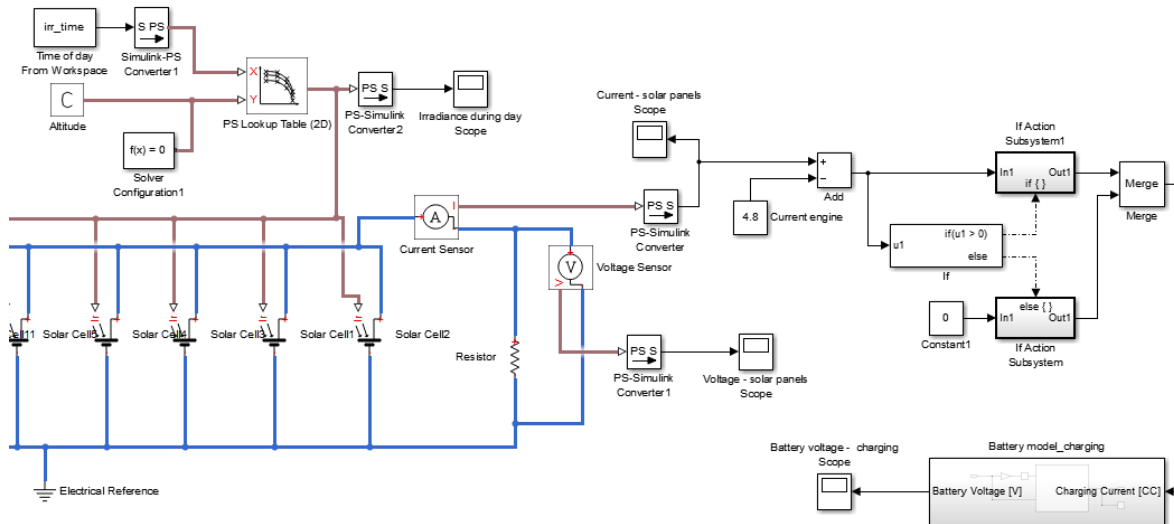 irr_time
Time of day
From Workspace
S PS
Simulink-PS
Converter1
C
Altitude
f(x) = 0
Solver
Configuration1
X
Y
PS Lookup Table (2D)
PS S
PS-Simulink
Converter2
Irradiance during day
Scope
Current - solar panels
Scope
A
I
Current Sensor
PS S
PS-Simulink
Converter
4.8
Current engine
+
−
Add
If Action
Subsystem1
In1
Out1
if { }
Merge
Merge
u1
if(u1 > 0)
else
If
0
Constant1
else { }
In1
Out1
If Action
Subsystem
V
V
Voltage Sensor
Solar Cell5
Solar Cell4
Solar Cell3
Solar Cell1
Solar Cell2
Resistor
PS S
PS-Simulink
Converter1
Voltage - solar panels
Scope
Electrical Reference
Battery voltage - charging
Scope
Battery model_charging
Battery Voltage [V]
Charging Current [CC]